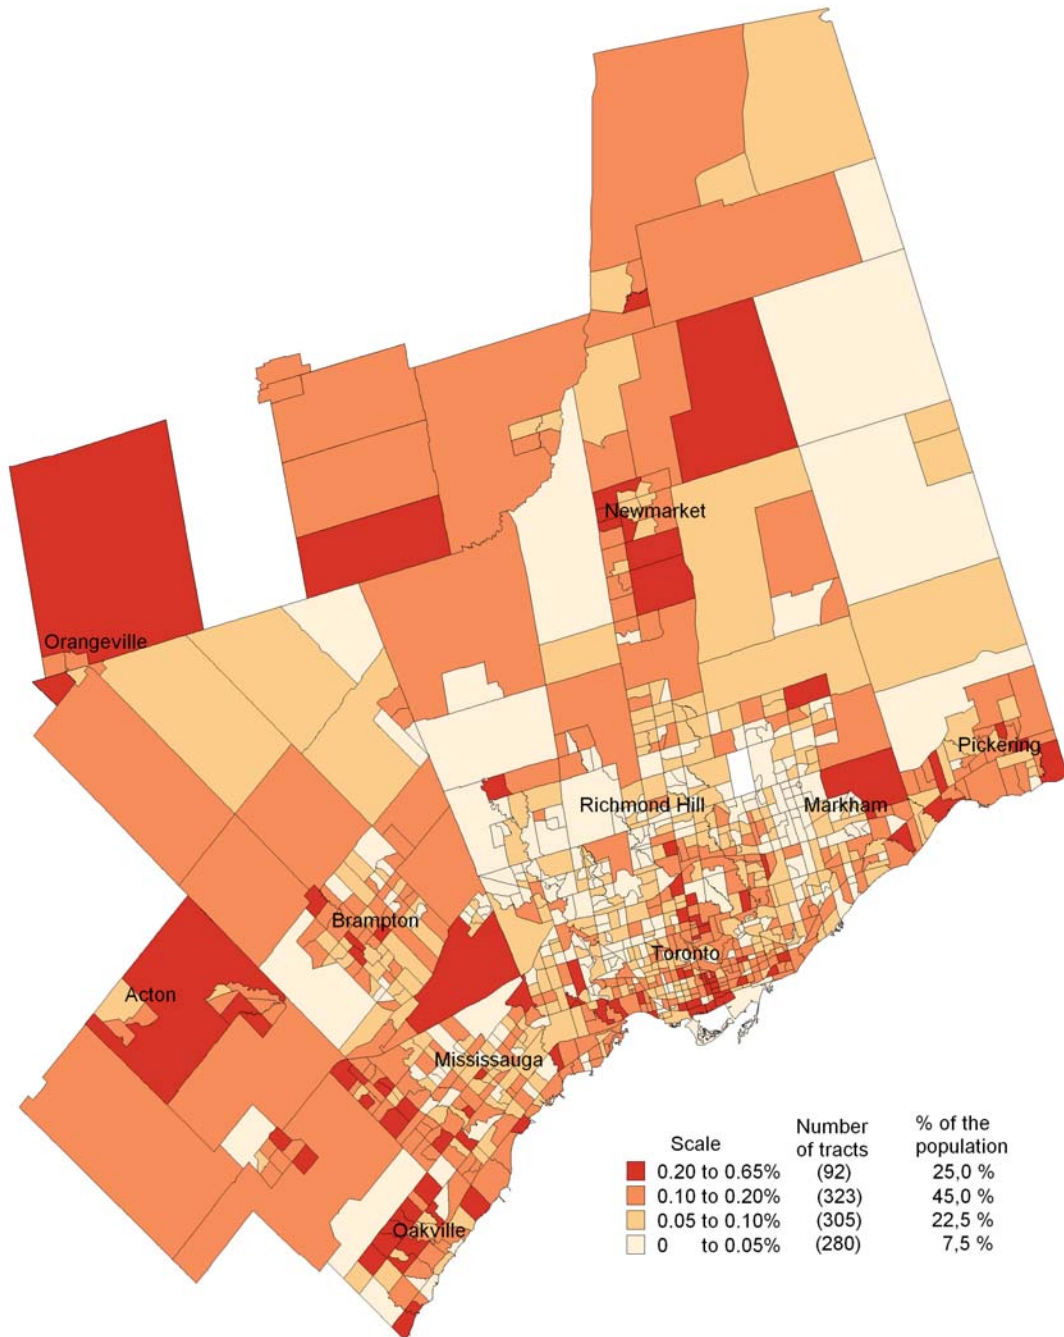 Newmarket
Orangeville
Pickering
Richmond Hill
Markham
Brampton
Toronto
Acton
Mississauga
Oakville
Scale Number of tracts % of the population
0.20 to 0.65% (92) 25,0 %
0.10 to 0.20% (323) 45,0 %
0.05 to 0.10% (305) 22,5 %
0 to 0.05% (280) 7,5 %